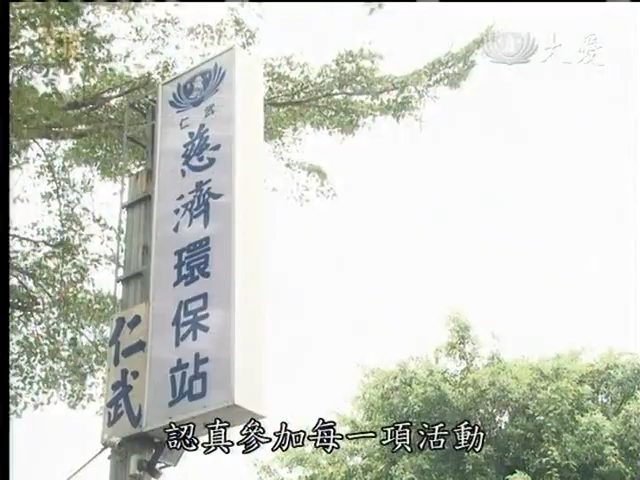 大愛
仁武
慈濟環保站
仁武
認真參加每一項活動